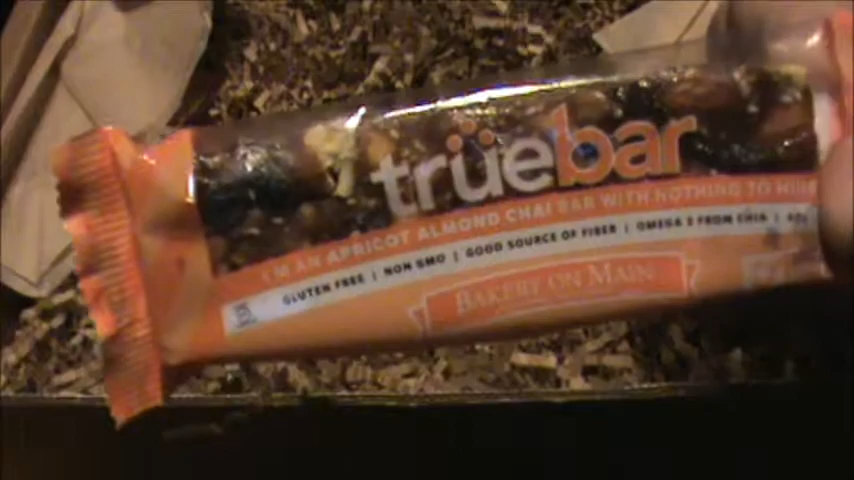 trüebar
I'M AN APRICOT ALMOND CHAI BAR WITH NOTHING TO HIDE
GLUTEN FREE | NON GMO | GOOD SOURCE OF FIBER | OMEGA 3 FROM CHIA |
BAKERY ON MAIN